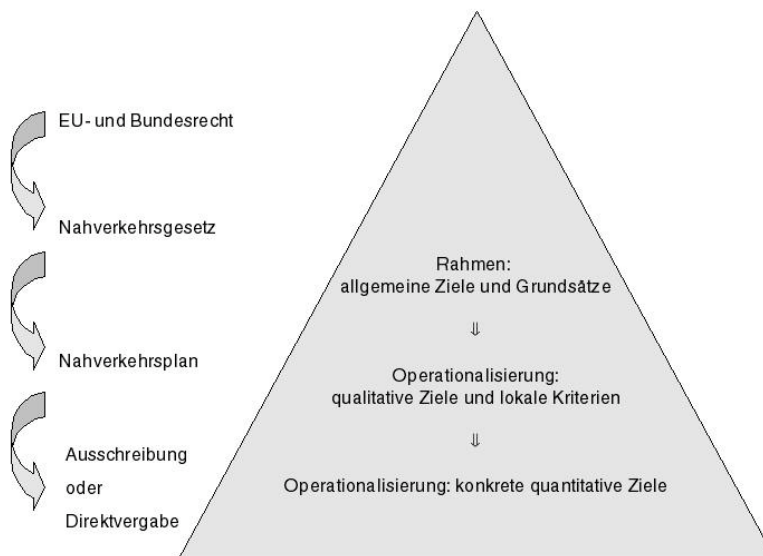 EU- und Bundesrecht
Nahverkehrsgesetz
Nahverkehrsplan
Ausschreibung
oder
Direktvergabe
Rahmen:
allgemeine Ziele und Grundsätze
⇓
Operationalisierung:
qualitative Ziele und lokale Kriterien
⇓
Operationalisierung: konkrete quantitative Ziele